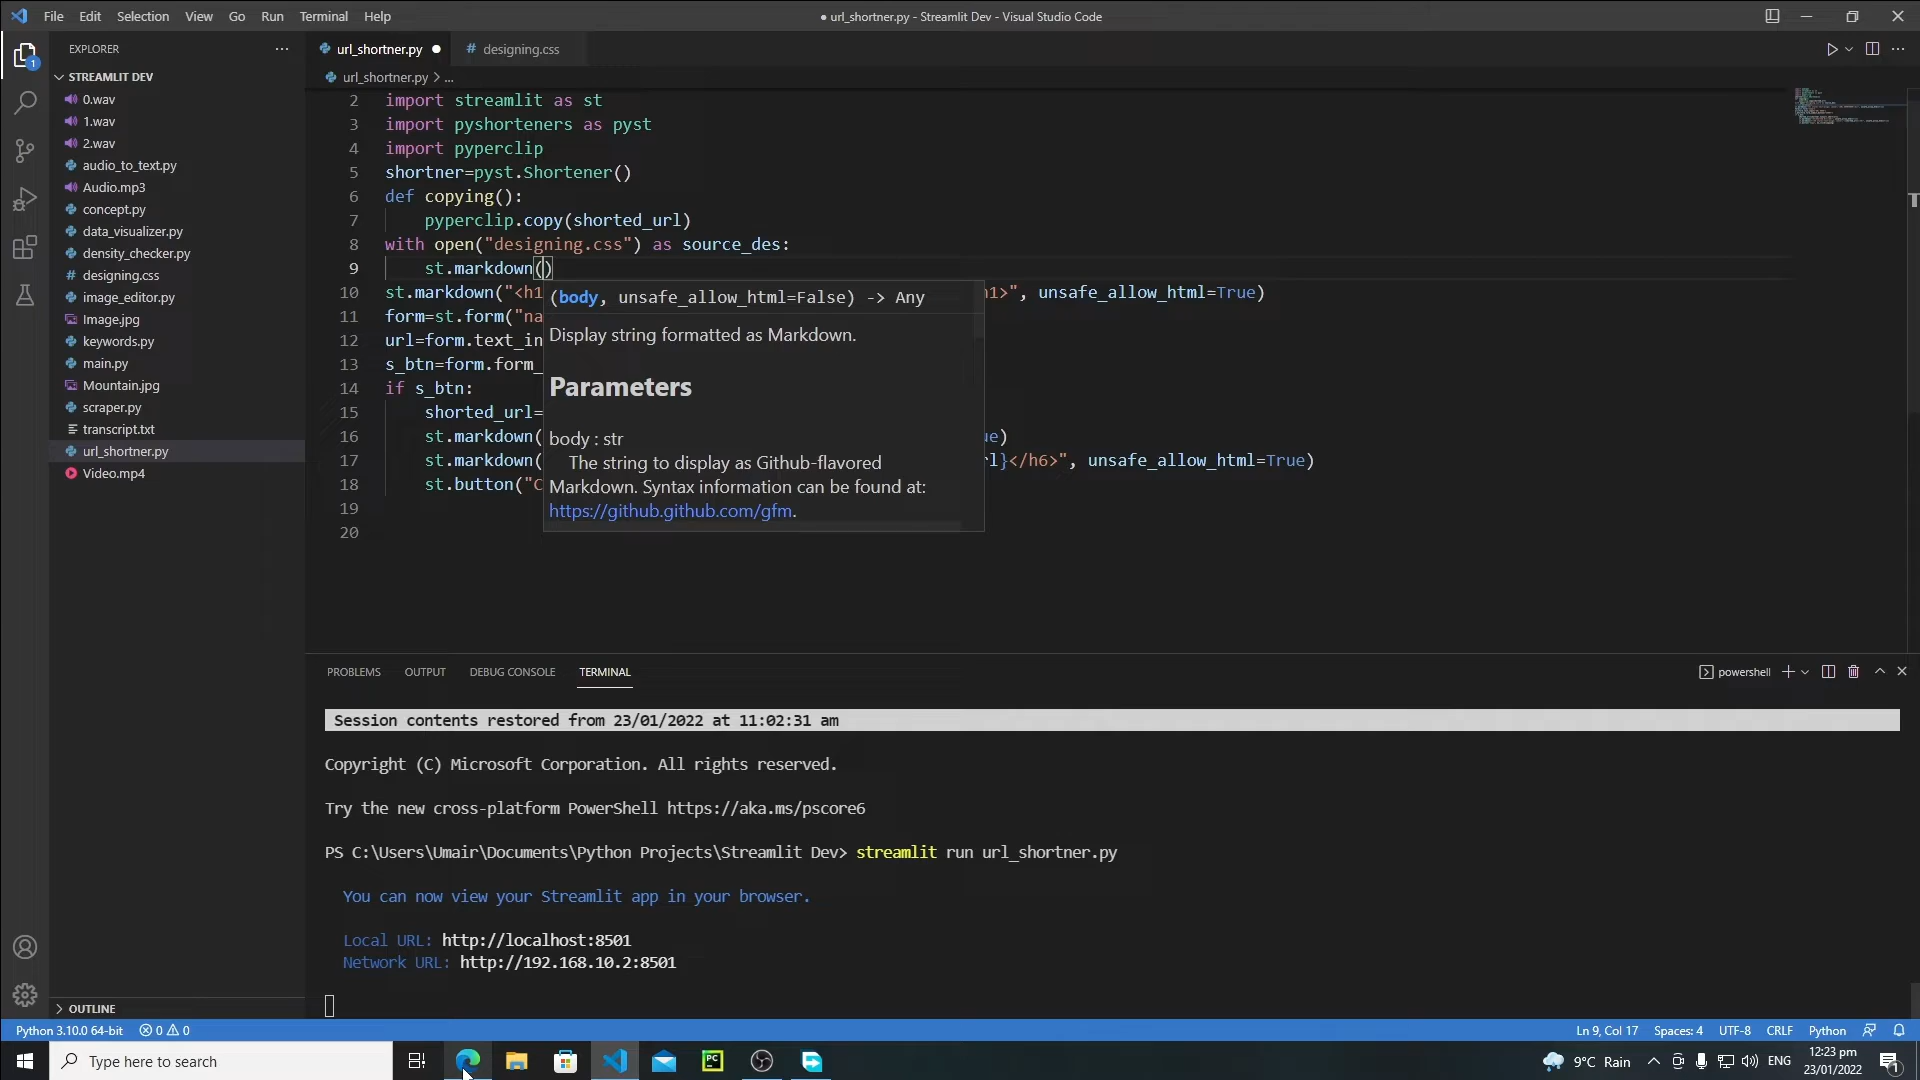 File Edit Selection View Go Run Terminal Help
● url_shortner.py - Streamlit Dev - Visual Studio Code
EXPLORER
STREAMLIT DEV
0.wav
1.wav
2.wav
audio_to_text.py
Audio.mp3
concept.py
data_visualizer.py
density_checker.py
designing.css
image_editor.py
Image.jpg
keywords.py
main.py
Mountain.jpg
scraper.py
transcript.txt
url_shortner.py
Video.mp4
OUTLINE
url_shortner.py ● # designing.css
url_shortner.py > ...
2 import streamlit as st
3 import pyshorteners as pyst
4 import pyperclip
5 shortner=pyst.Shortener()
6 def copying():
7 pyperclip.copy(shorted_url)
8 with open("designing.css") as source_des:
9 st.markdown()
10 st.markdown("<h1 h1>", unsafe_allow_html=True)
11 form=st.form("na
12 url=form.text_in
13 s_btn=form.form_
14 if s_btn:
15 shorted_url=
16 st.markdown( ue)
17 st.markdown( rl}</h6>", unsafe_allow_html=True)
18 st.button("C
19
20
(body, unsafe_allow_html=False) -> Any
Display string formatted as Markdown.
Parameters
body : str
The string to display as Github-flavored
Markdown. Syntax information can be found at:
https://github.github.com/gfm.
PROBLEMS OUTPUT DEBUG CONSOLE TERMINAL
powershell
Session contents restored from 23/01/2022 at 11:02:31 am
Copyright (C) Microsoft Corporation. All rights reserved.
Try the new cross-platform PowerShell https://aka.ms/pscore6
PS C:\Users\Umair\Documents\Python Projects\Streamlit Dev> streamlit run url_shortner.py
You can now view your Streamlit app in your browser.
Local URL: http://localhost:8501
Network URL: http://192.168.10.2:8501
Python 3.10.0 64-bit 0 0
Ln 9, Col 17 Spaces: 4 UTF-8 CRLF Python
Type here to search
9°C Rain
ENG
12:23 pm
23/01/2022
1